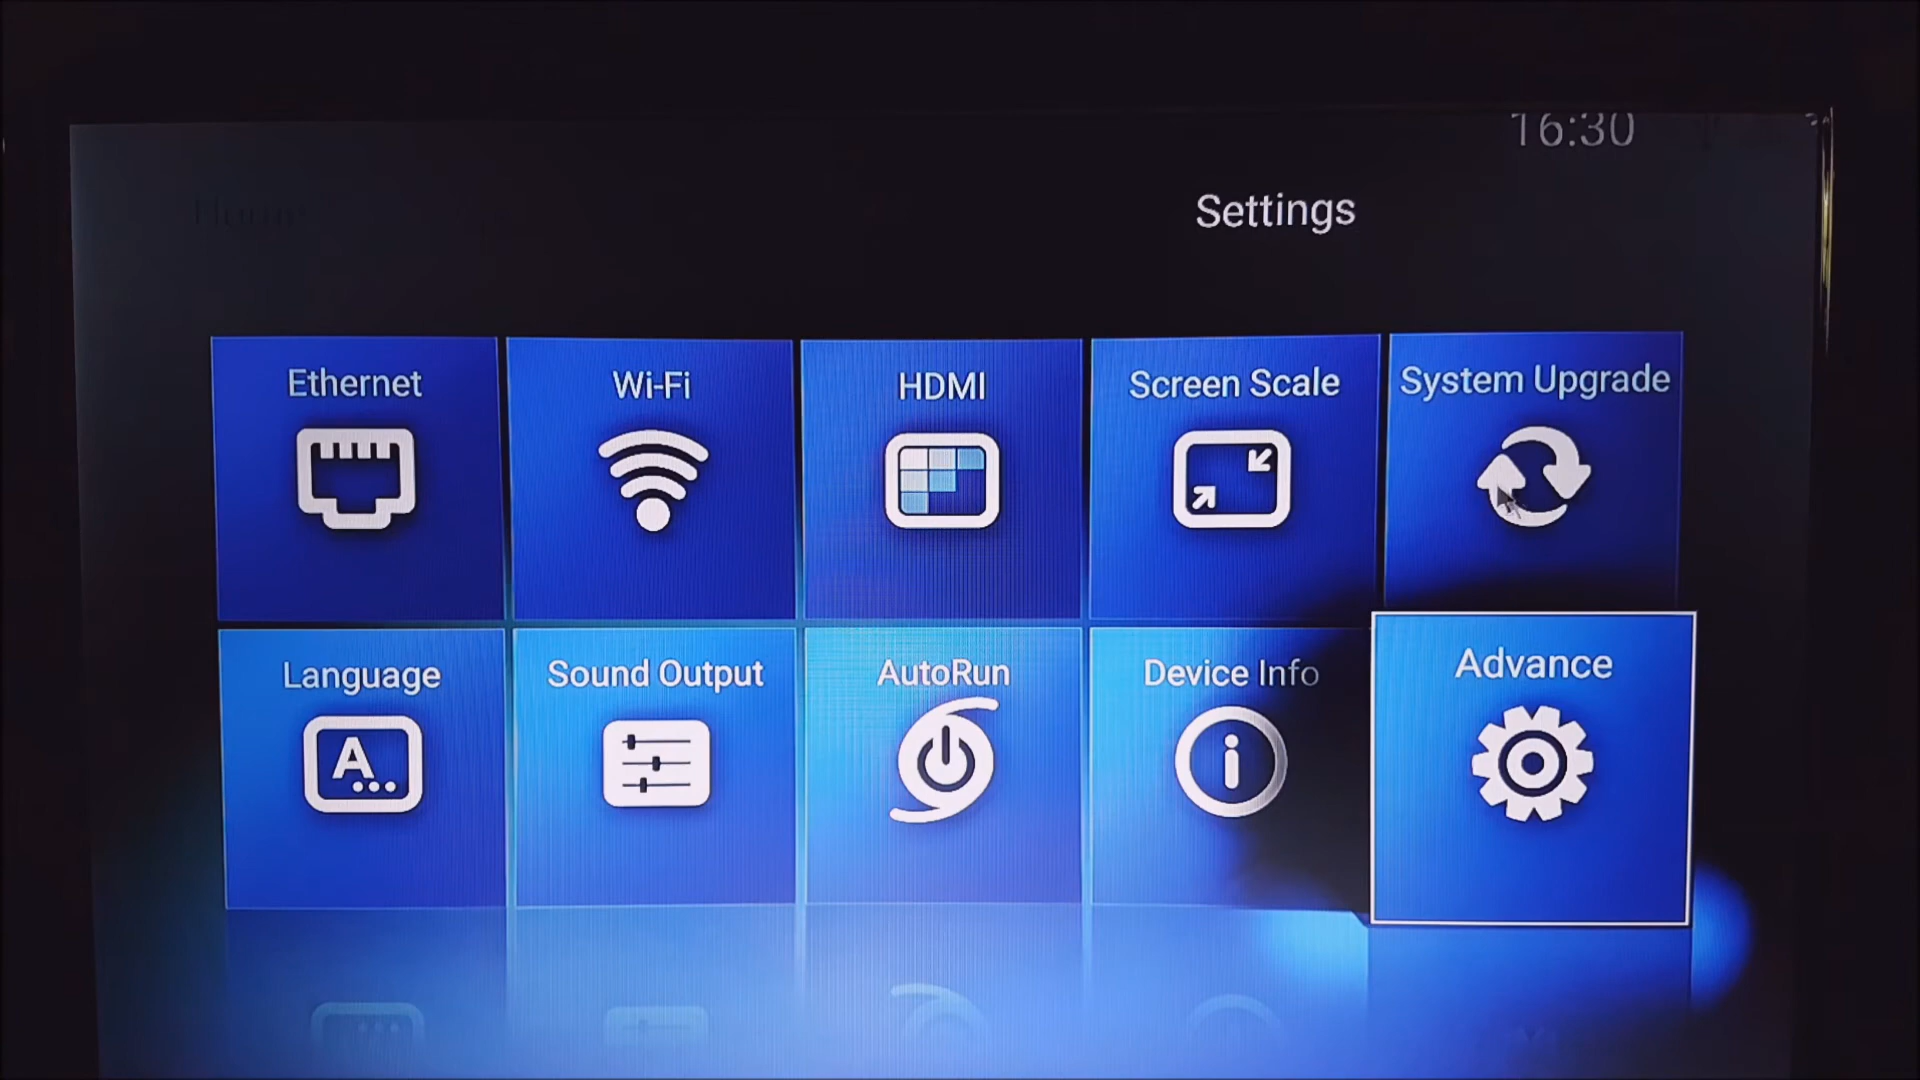 16:30
Settings
Ethernet
Wi-Fi
HDMI
Screen Scale
System Upgrade
Language
Sound Output
AutoRun
Device Info
Advance
A...